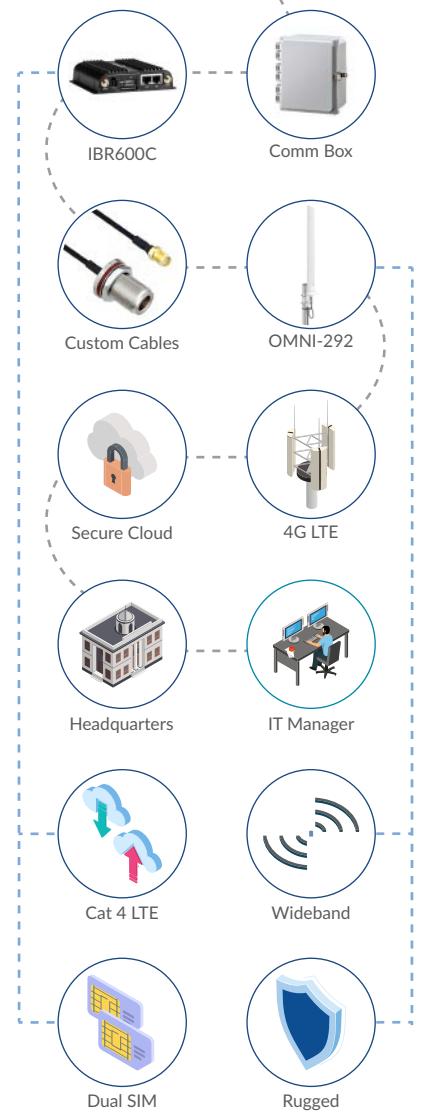 IBR600C
Comm Box
Custom Cables
OMNI-292
Secure Cloud
4G LTE
Headquarters
IT Manager
Cat 4 LTE
Wideband
Dual SIM
Rugged